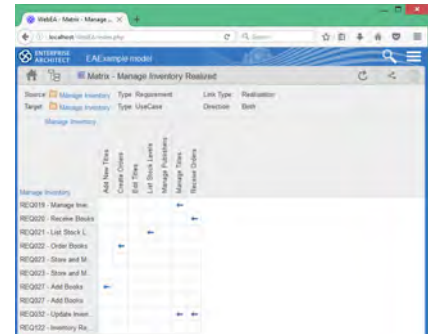 WebEA - Matrix - Manage ...
localhost
Search
ENTERPRISE ARCHITECT
EAExample model
Matrix - Manage Inventory Realized
Source Manage Inventory Type Requirement Link Type Realisation
Target Manage Inventory Type UseCase Direction Both
Manage Inventory
Add New Titles
Create Orders
Edit Titles
List Stock Levels
Manage Publishers
Manage Titles
Receive Orders
Manage Inventory
REQ019 - Manage Inve..
REQ020 - Receive Books
REQ021 - List Stock L..
REQ022 - Order Books
REQ023 - Store and M..
REQ023 - Store and M..
REQ027 - Add Books
REQ027 - Add Books
REQ032 - Update Inven..
REQ122 - Inventory Re..